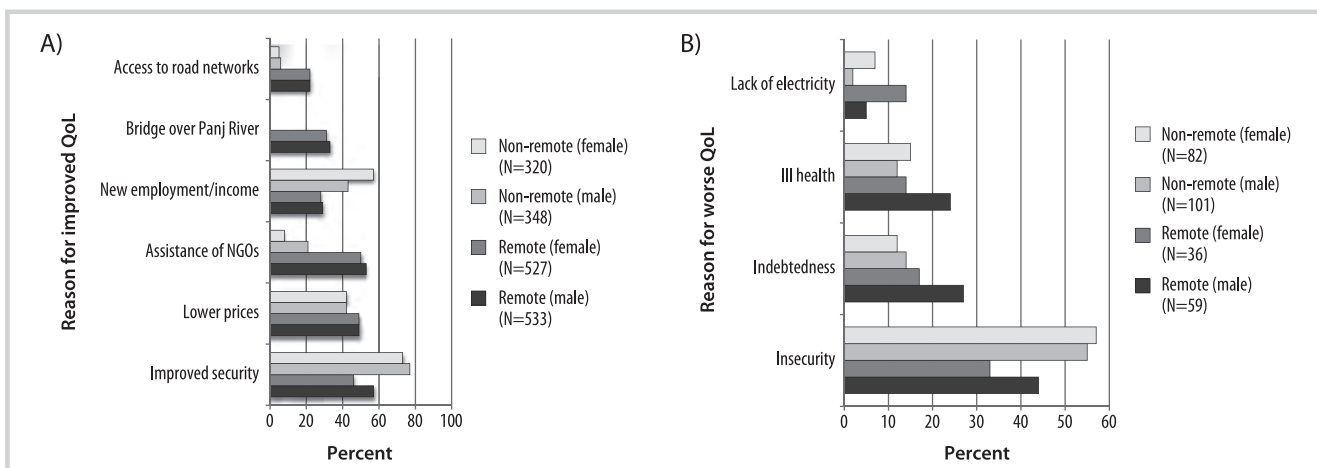 A)
Reason for improved QoL
Access to road networks
Bridge over Panj River
New employment/income
Assistance of NGOs
Lower prices
Improved security
0 20 40 60 80 100
Percent
Non-remote (female)
(N=320)
Non-remote (male)
(N=348)
Remote (female)
(N=527)
Remote (male)
(N=533)
B)
Reason for worse QoL
Lack of electricity
Ill health
Indebtedness
Insecurity
0 10 20 30 40 50 60
Percent
Non-remote (female)
(N=82)
Non-remote (male)
(N=101)
Remote (female)
(N=36)
Remote (male)
(N=59)